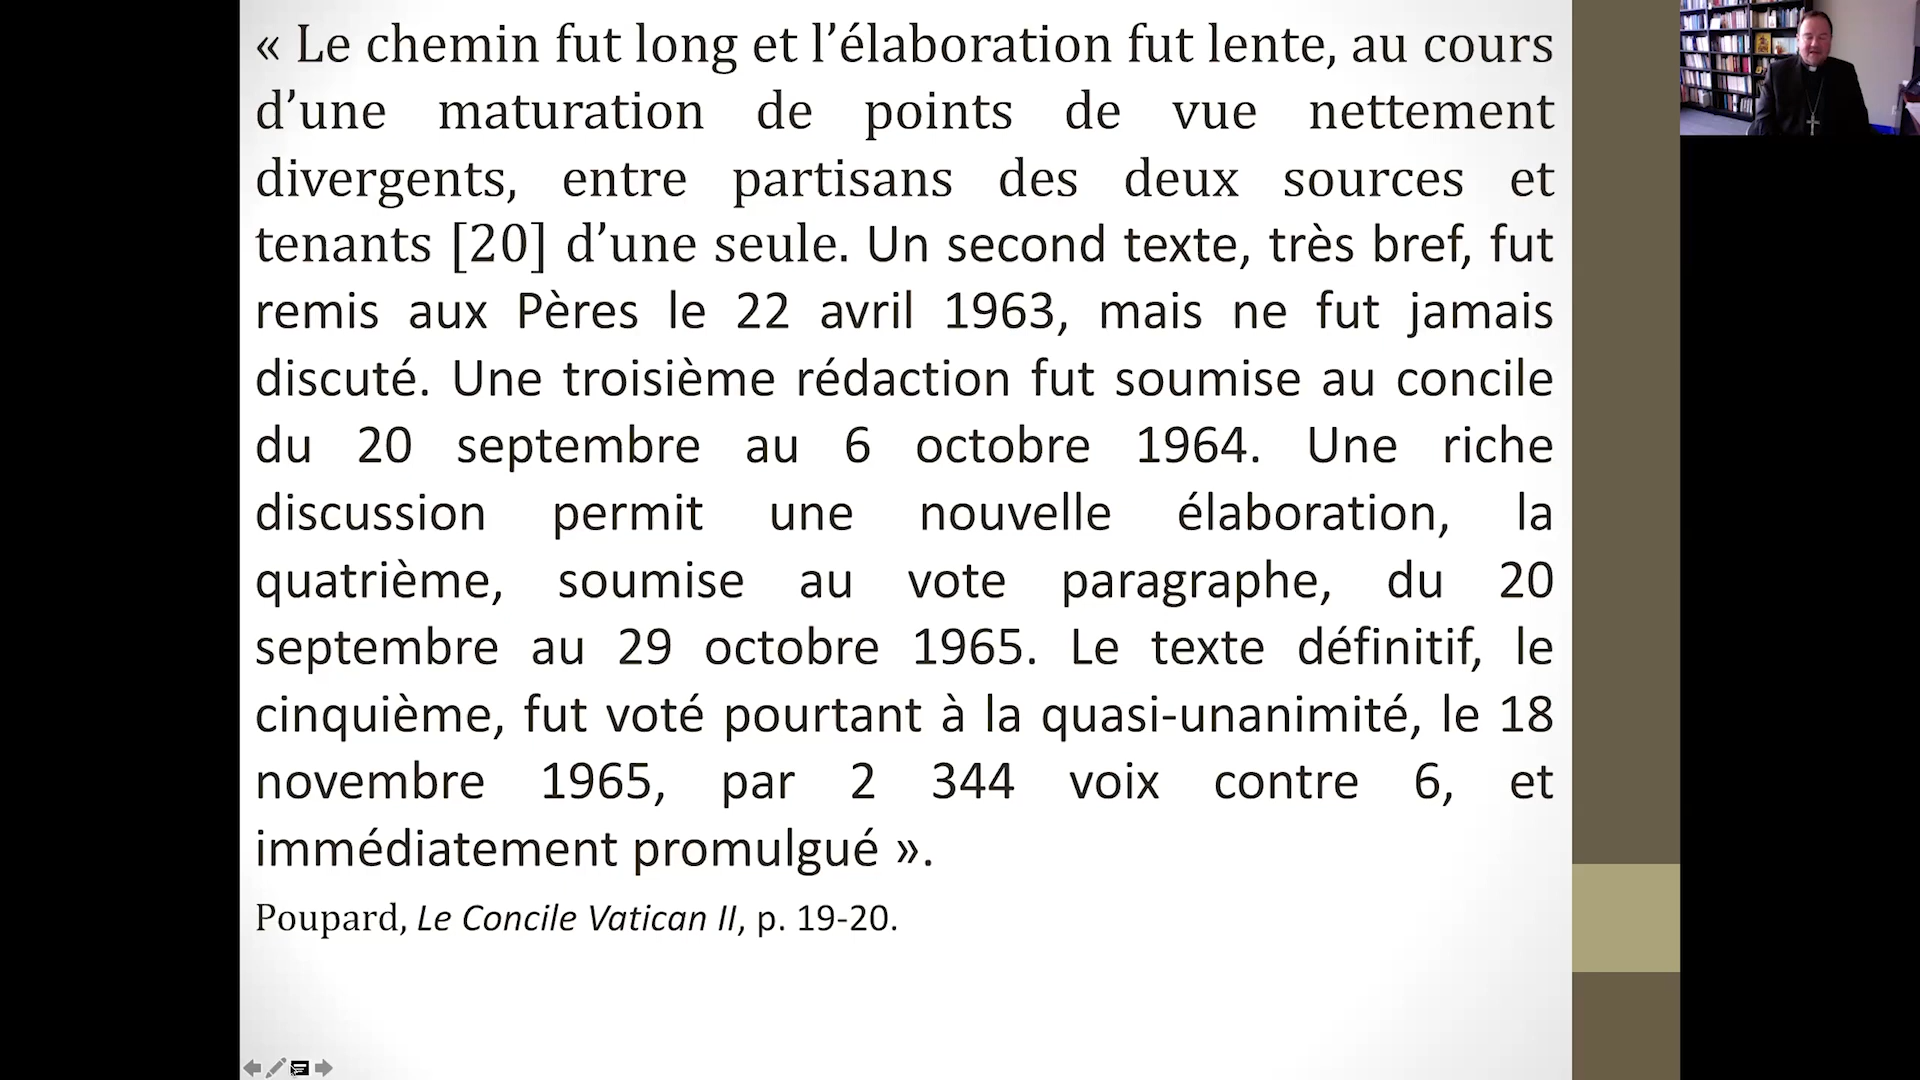 « Le chemin fut long et l’élaboration fut lente, au cours
d’une maturation de points de vue nettement
divergents, entre partisans des deux sources et
tenants [20] d’une seule. Un second texte, très bref, fut
remis aux Pères le 22 avril 1963, mais ne fut jamais
discuté. Une troisième rédaction fut soumise au concile
du 20 septembre au 6 octobre 1964. Une riche
discussion permit une nouvelle élaboration, la
quatrième, soumise au vote paragraphe, du 20
septembre au 29 octobre 1965. Le texte définitif, le
cinquième, fut voté pourtant à la quasi-unanimité, le 18
novembre 1965, par 2 344 voix contre 6, et
immédiatement promulgué ».
Poupard, Le Concile Vatican II, p. 19-20.